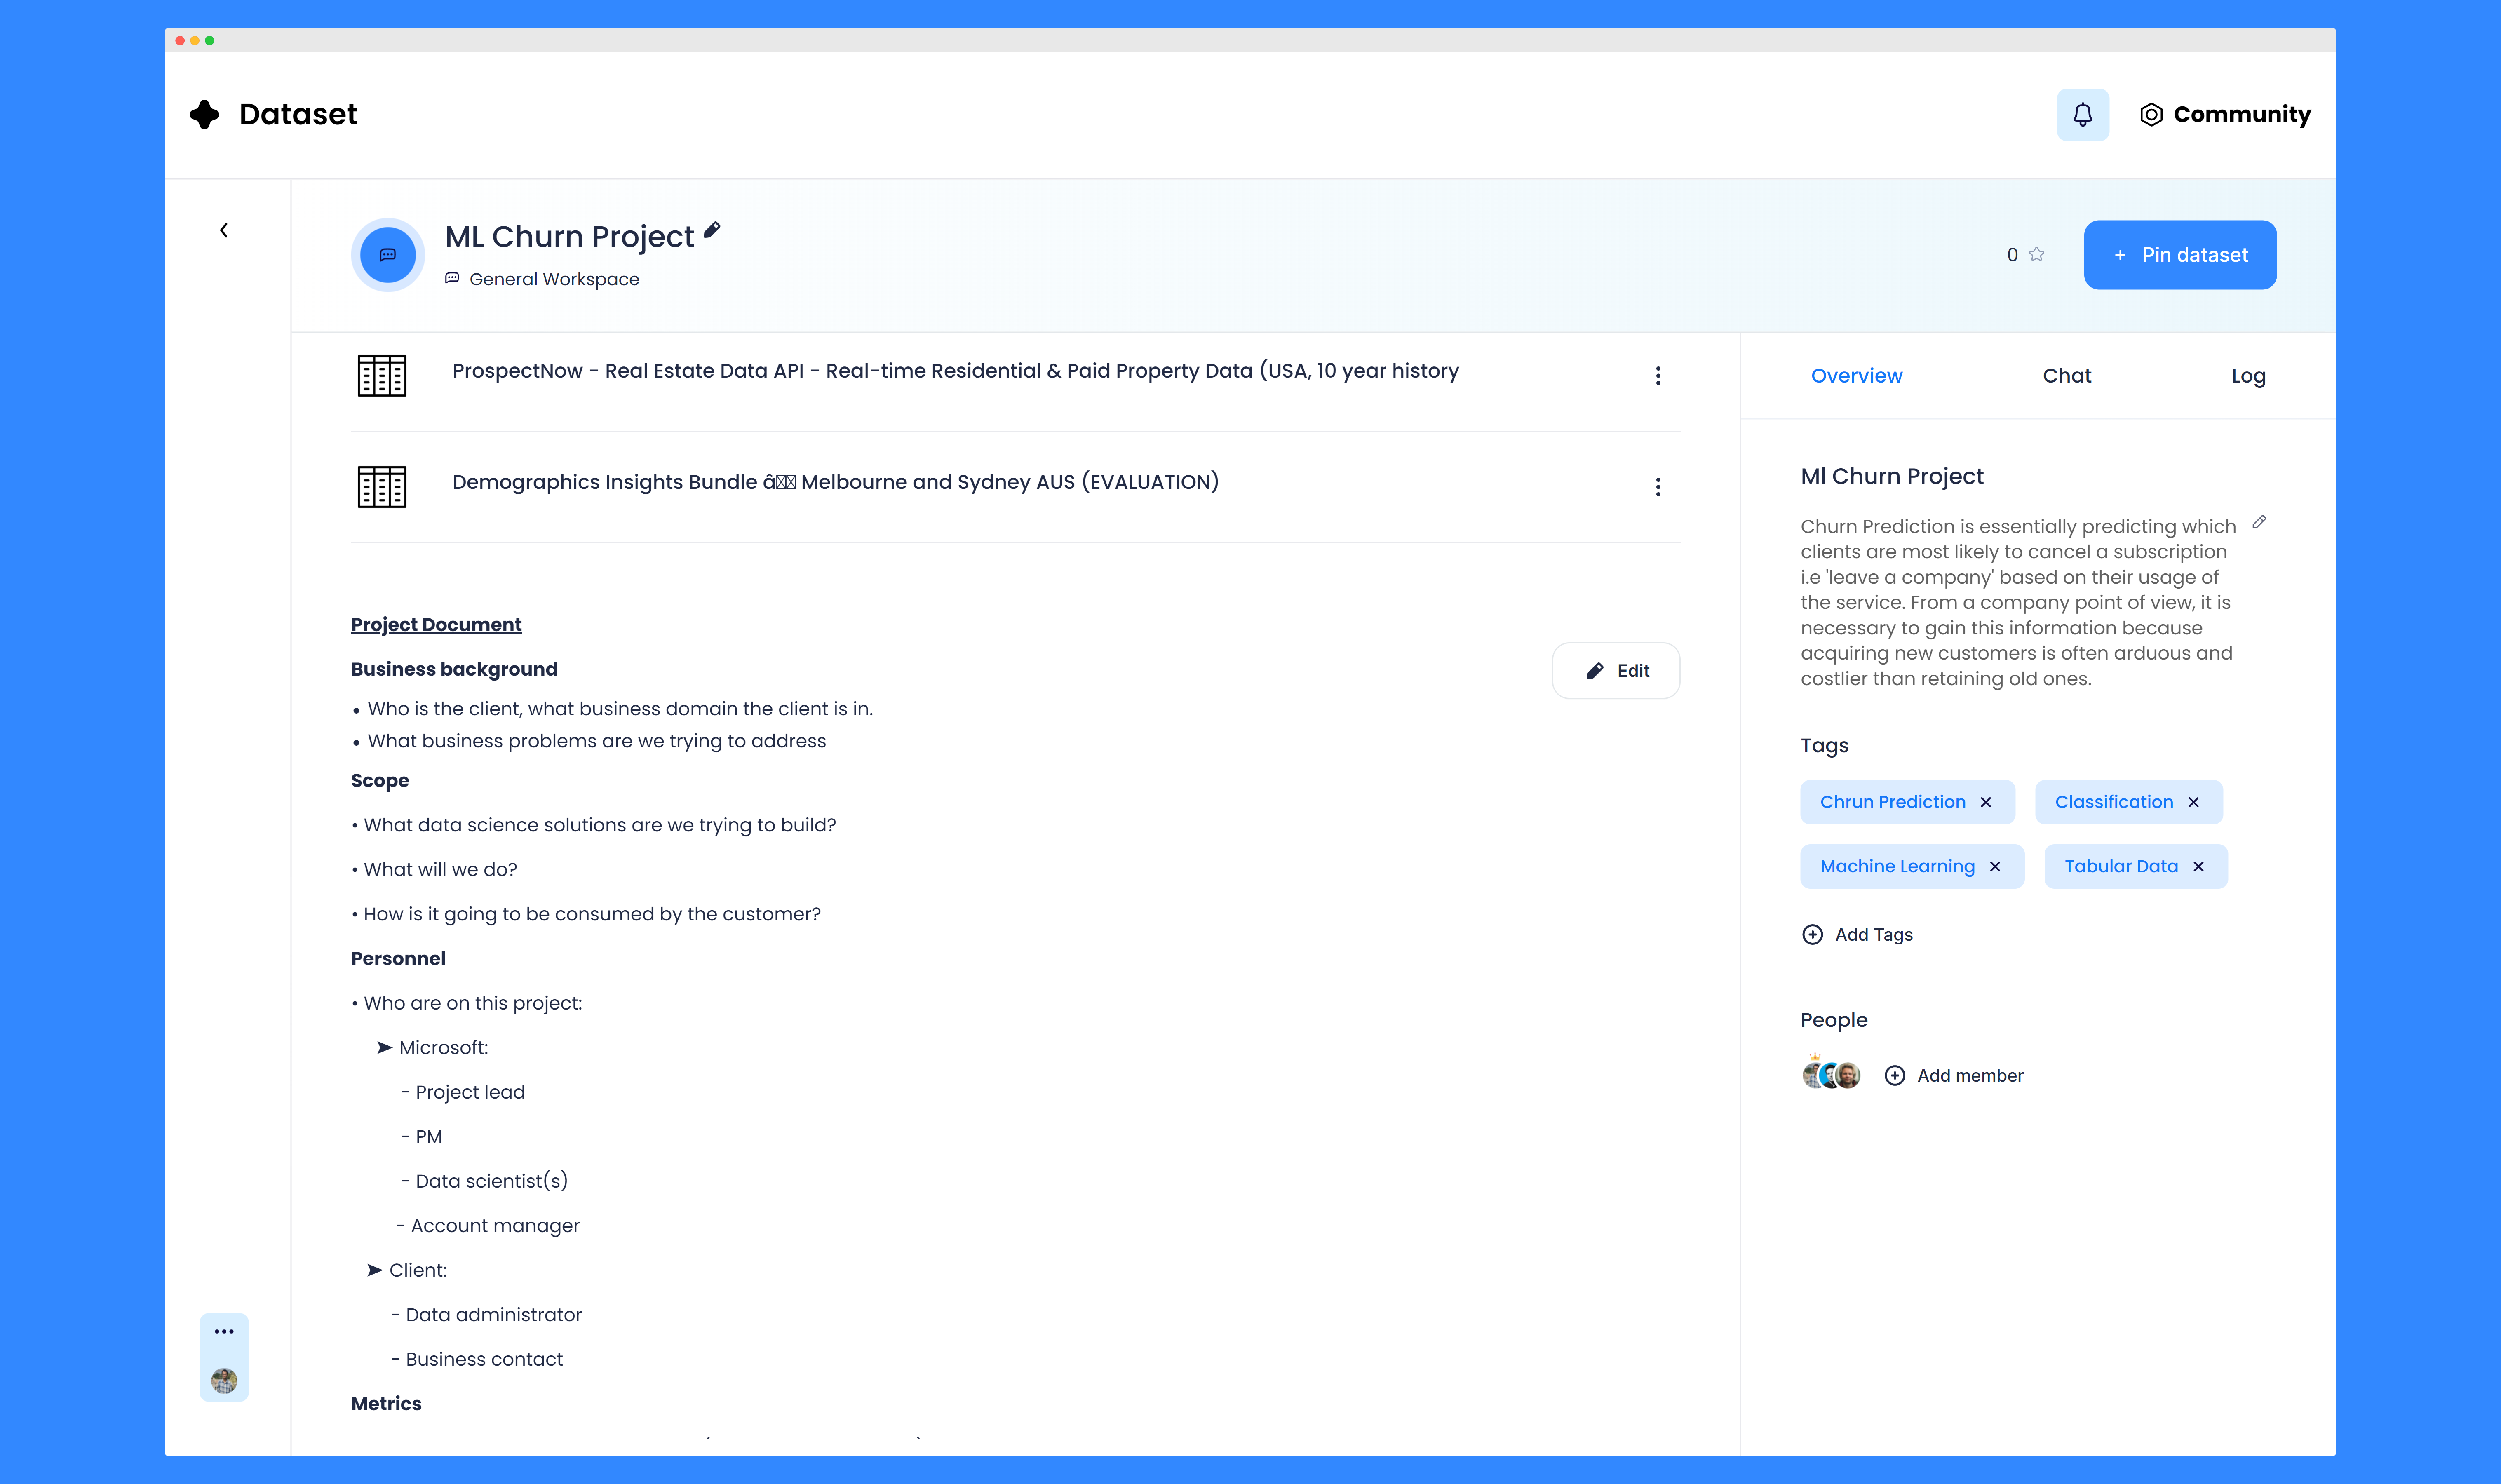 Dataset
Community
ML Churn Project
General Workspace
0
+ Pin dataset
ProspectNow - Real Estate Data API - Real-time Residential & Paid Property Data (USA, 10 year history
Demographics Insights Bundle â Melbourne and Sydney AUS (EVALUATION)
Project Document
Business background
Edit
• Who is the client, what business domain the client is in.
• What business problems are we trying to address
Scope
• What data science solutions are we trying to build?
• What will we do?
• How is it going to be consumed by the customer?
Personnel
• Who are on this project:
➤ Microsoft:
- Project lead
- PM
- Data scientist(s)
- Account manager
➤ Client:
- Data administrator
- Business contact
Metrics
Overview
Chat
Log
Ml Churn Project
Churn Prediction is essentially predicting which
clients are most likely to cancel a subscription
i.e 'leave a company' based on their usage of
the service. From a company point of view, it is
necessary to gain this information because
acquiring new customers is often arduous and
costlier than retaining old ones.
Tags
Chrun Prediction ×
Classification ×
Machine Learning ×
Tabular Data ×
Add Tags
People
Add member